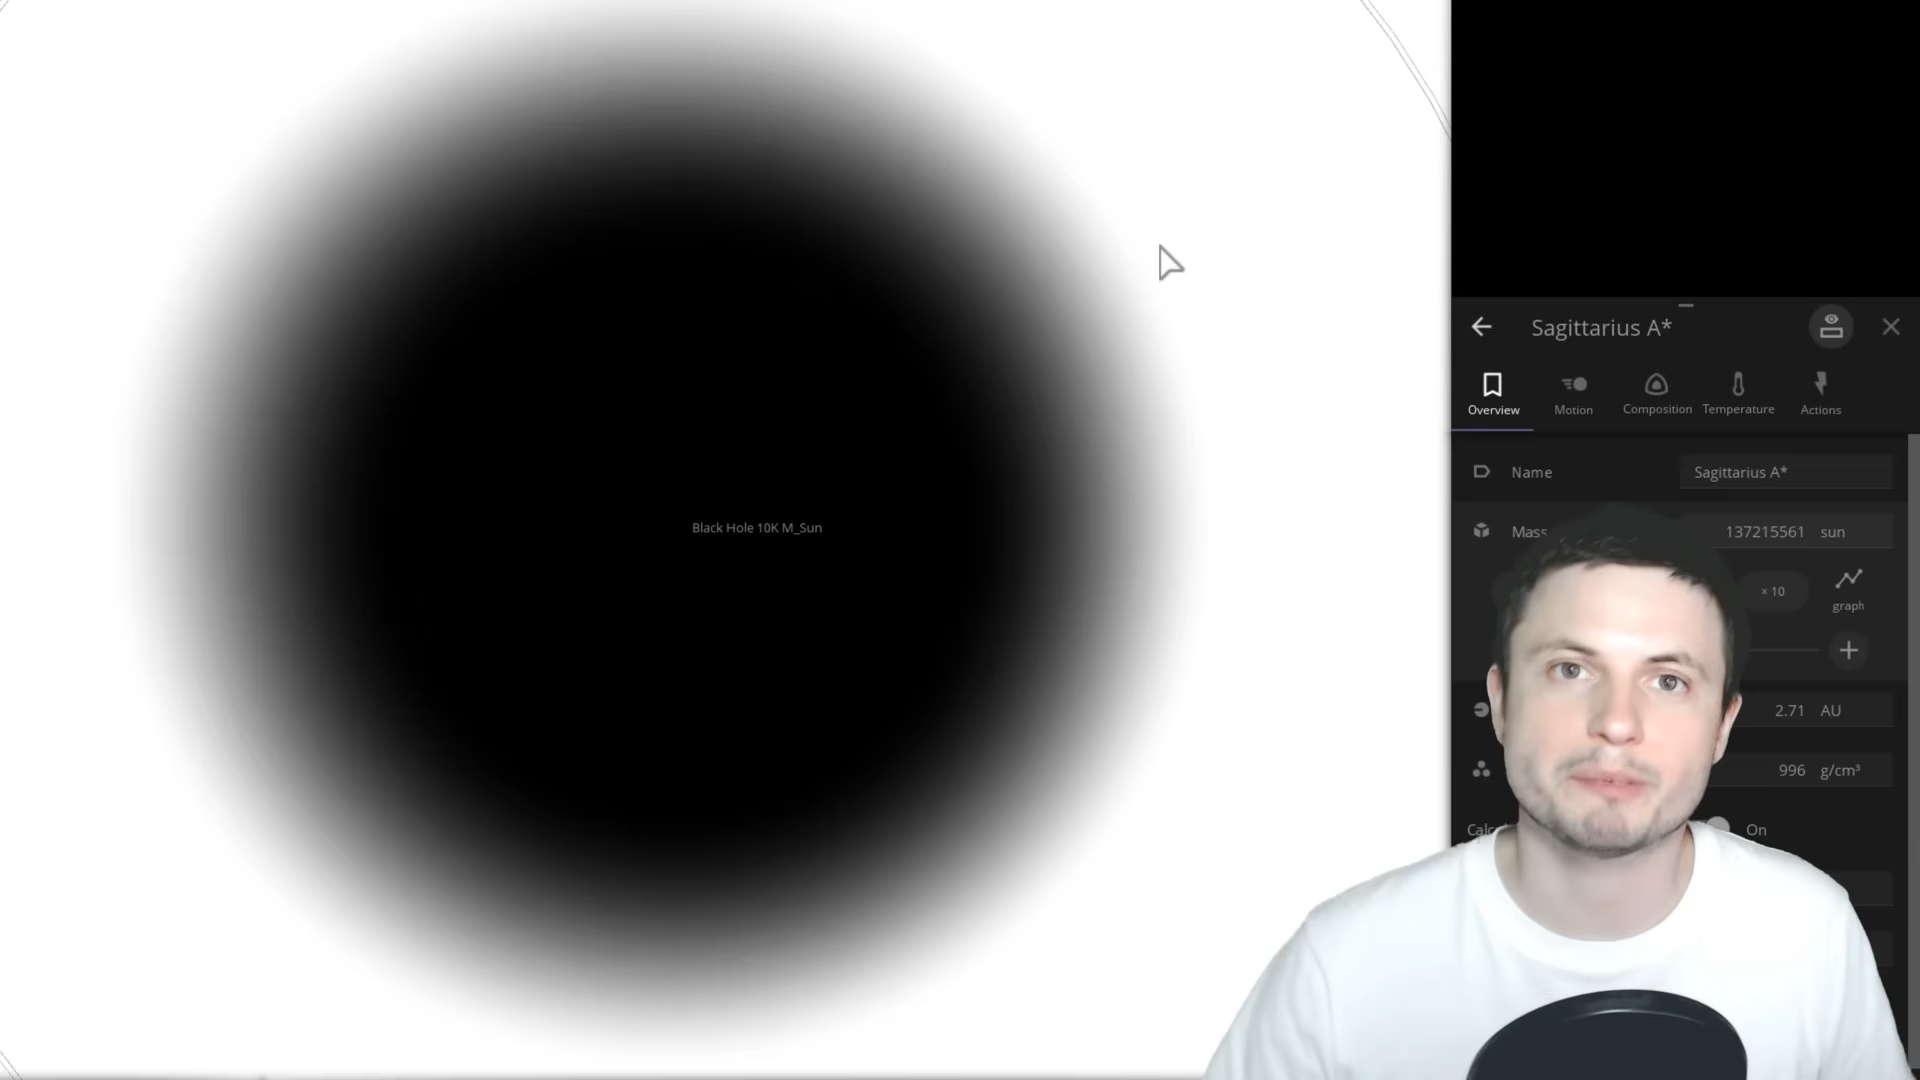 Black Hole 10K M_Sun
Sagittarius A*
Overview
Motion
Composition
Temperature
Actions
Name
Sagittarius A*
Mass
137215561 sun
× 10
graph
2.71 AU
996 g/cm³
On